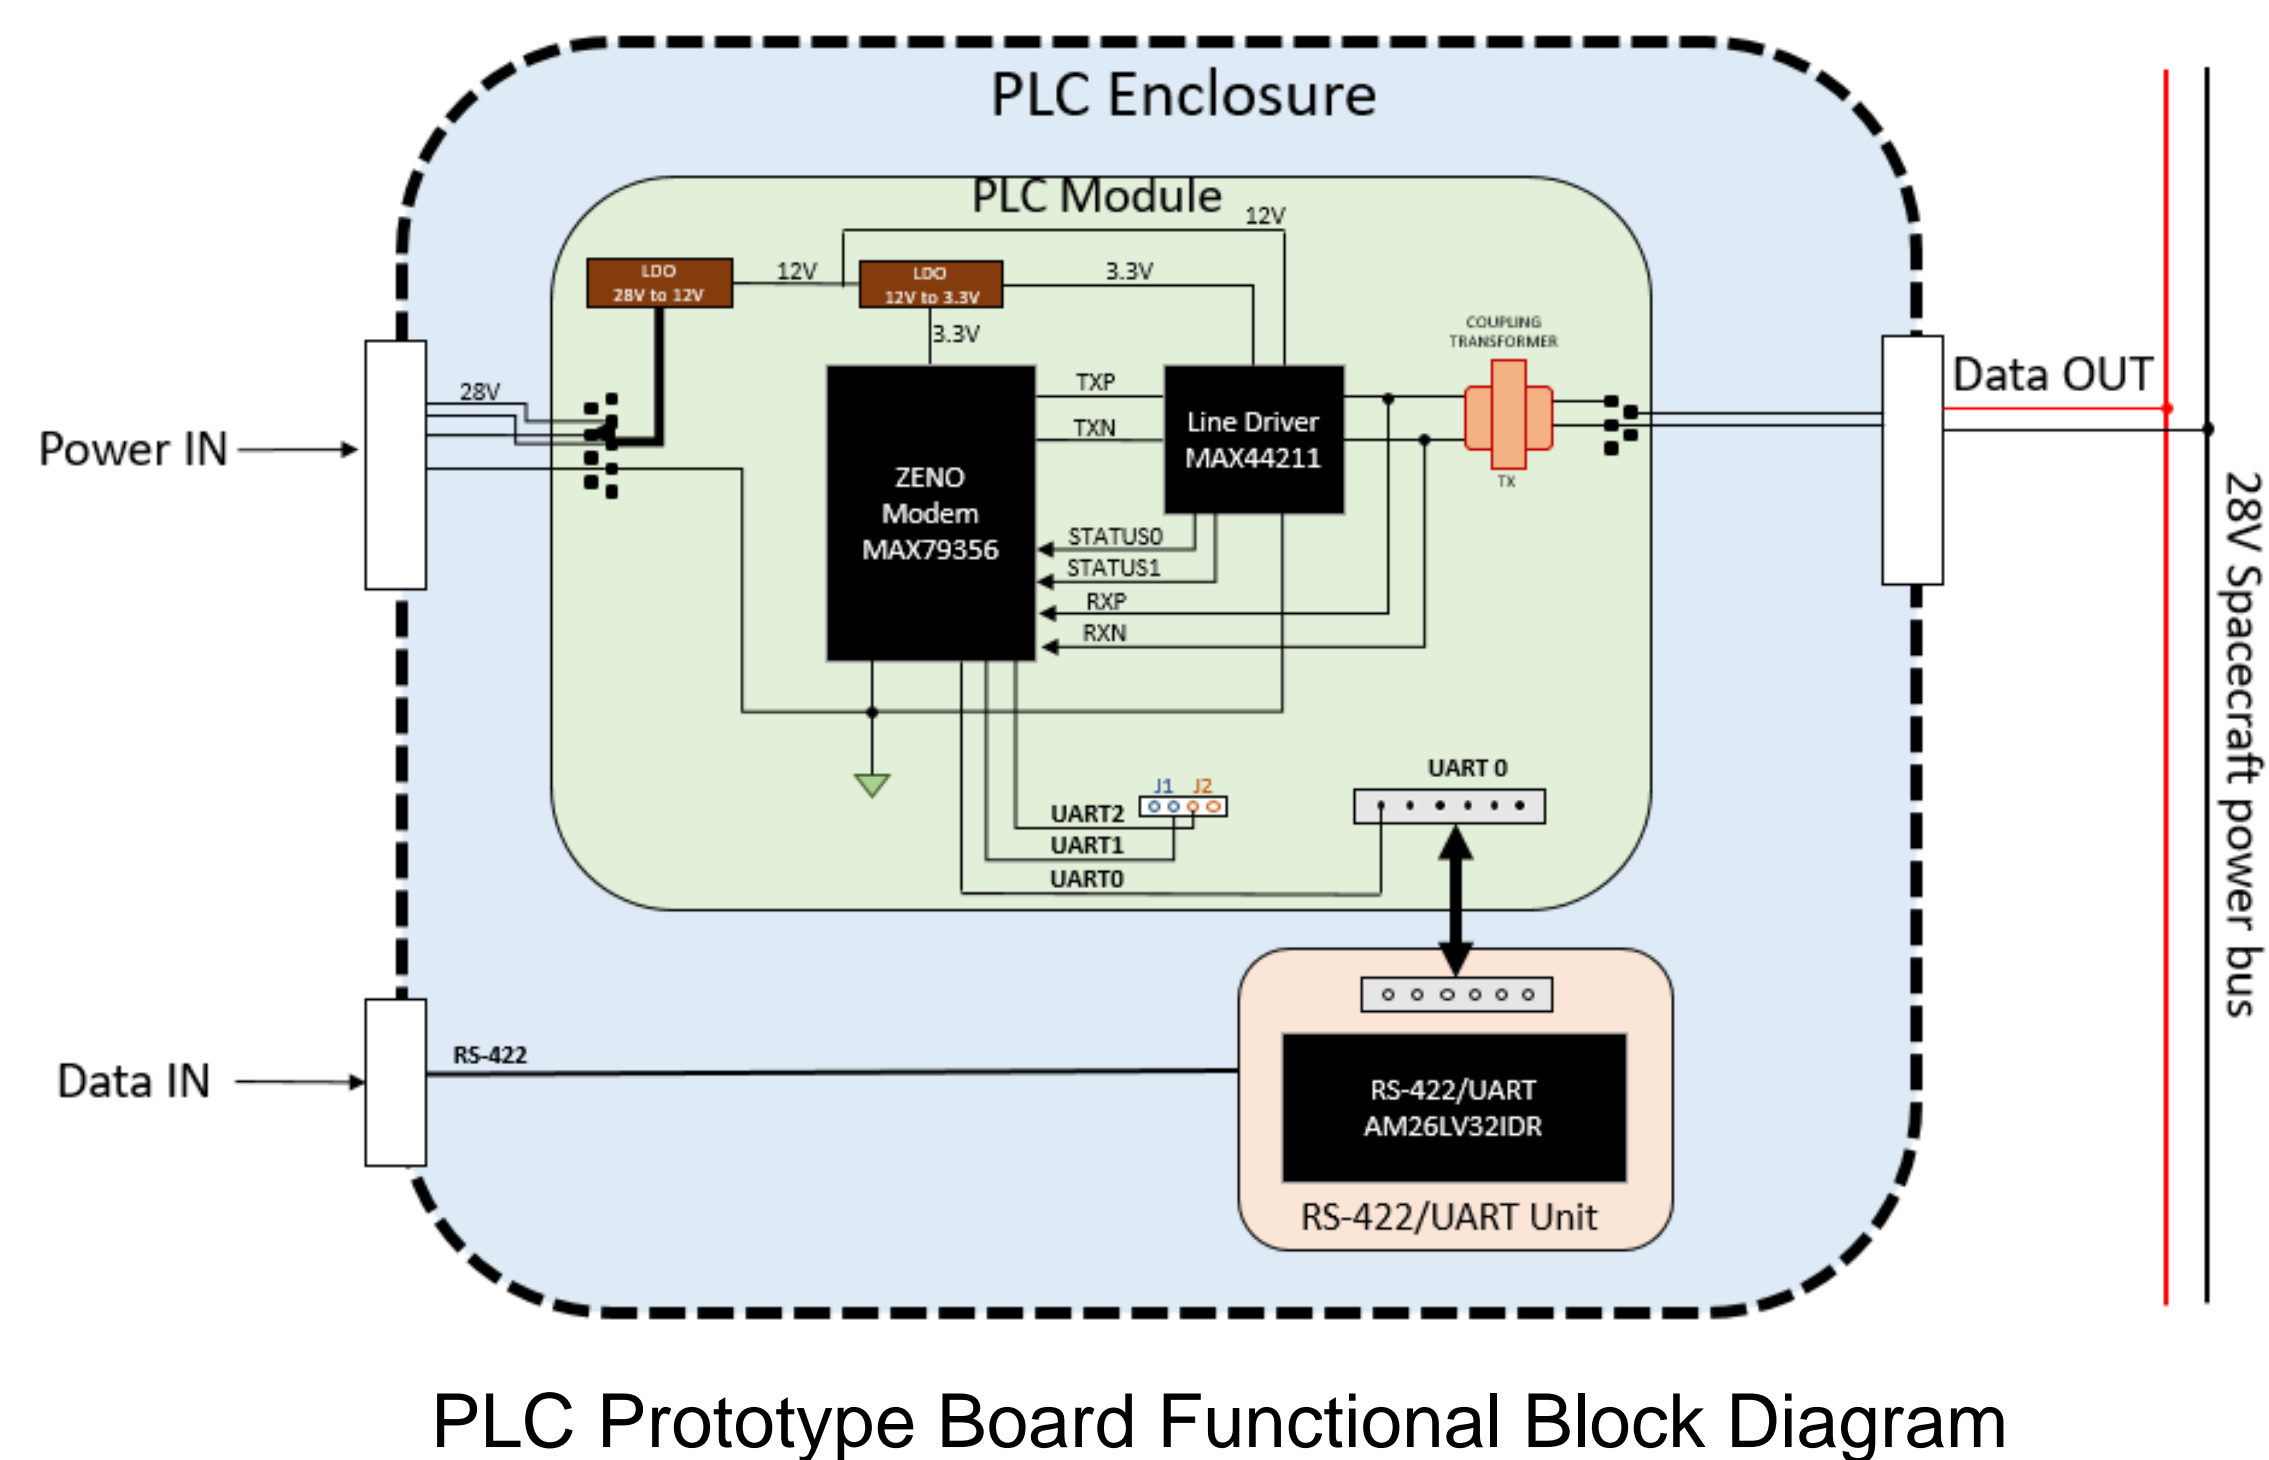 PLC Enclosure
PLC Module
12V
LDO
28V to 12V
12V
LDO
12V to 3.3V
3.3V
3.3V
COUPLING
TRANSFORMER
TX
28V
Power IN
ZENO
Modem
MAX79356
TXP
TXN
Line Driver
MAX44211
STATUS0
STATUS1
RXP
RXN
Data OUT
28V Spacecraft power bus
J1 J2
UART 0
UART2
UART1
UART0
Data IN
RS-422
RS-422/UART
AM26LV32IDR
RS-422/UART Unit
PLC Prototype Board Functional Block Diagram